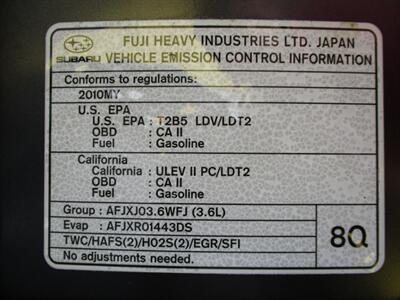 FUJI HEAVY INDUSTRIES LTD. JAPAN
SUBARU VEHICLE EMISSION CONTROL INFORMATION
Conforms to regulations:
2010MY
U.S. EPA
U.S. EPA : T2B5 LDV/LDT2
OBD : CA II
Fuel : Gasoline
California
California : ULEV II PC/LDT2
OBD : CA II
Fuel : Gasoline
Group : AFJXJ03.6WFJ (3.6L)
Evap : AFJXR01443DS
TWC/HAFS(2)/HO2S(2)/EGR/SFI
No adjustments needed.
8Q